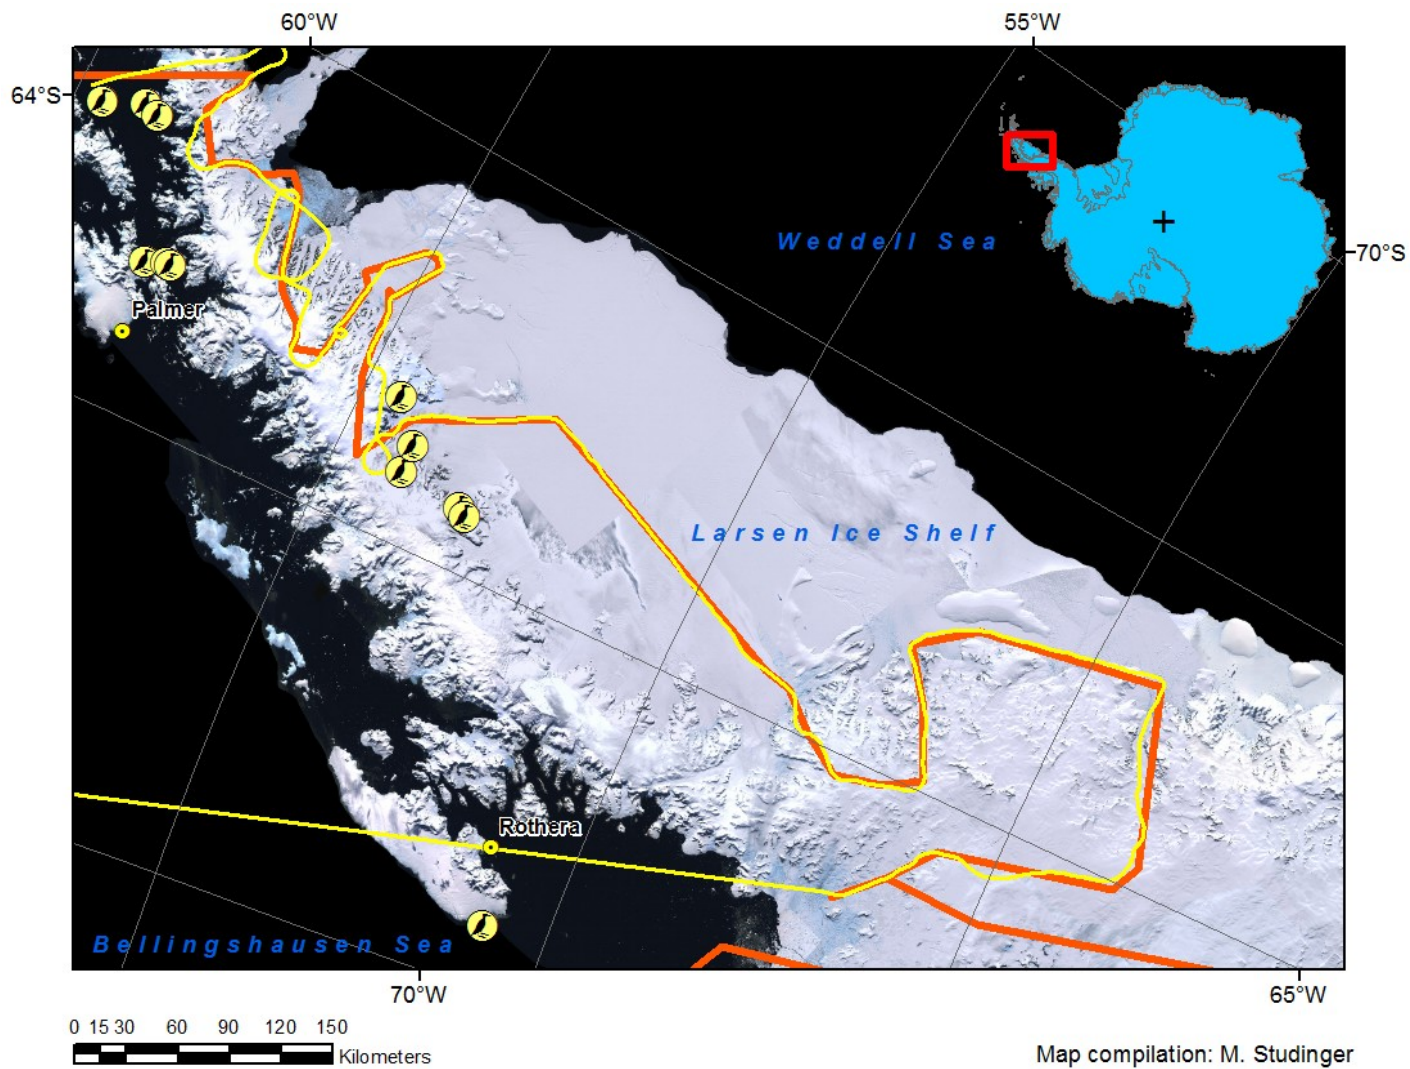 60°W
55°W
64°S
Weddell Sea
70°S
Palmer
Larsen Ice Shelf
Rothera
Bellingshausen Sea
70°W
65°W
0 15 30 60 90 120 150
Kilometers
Map compilation: M. Studinger